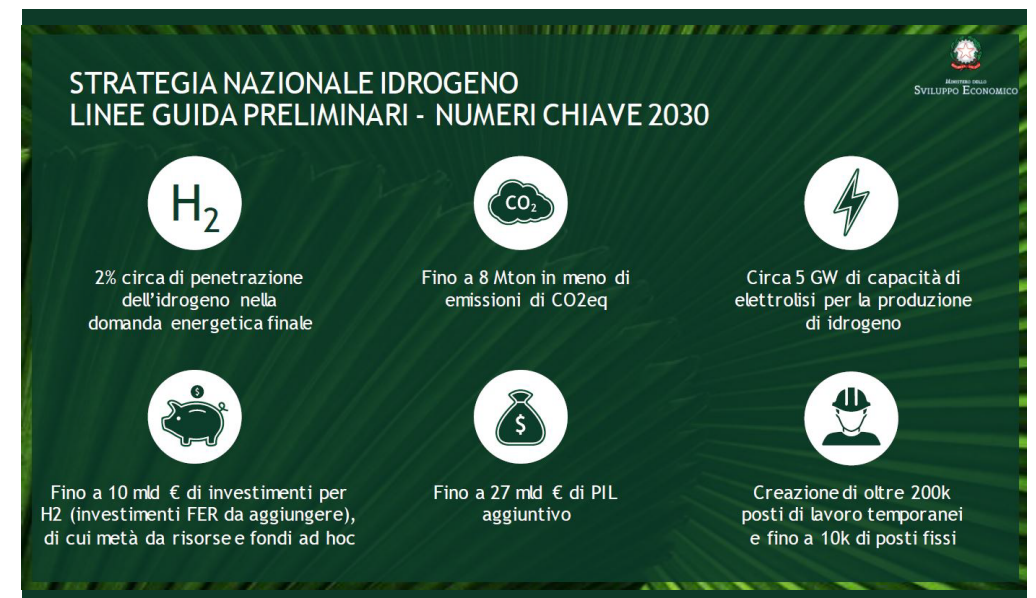 STRATEGIA NAZIONALE IDROGENO
LINEE GUIDA PRELIMINARI - NUMERI CHIAVE 2030
MINISTERO DELLO
SVILUPPO ECONOMICO
H2
2% circa di penetrazione
dell'idrogeno nella
domanda energetica finale
CO2
Fino a 8 Mton in meno di
emissioni di CO2eq
Circa 5 GW di capacità di
elettrolisi per la produzione
di idrogeno
$
Fino a 10 mld € di investimenti per
H2 (investimenti FER da aggiungere),
di cui metà da risorse e fondi ad hoc
$
Fino a 27 mld € di PIL
aggiuntivo
Creazione di oltre 200k
posti di lavoro temporanei
e fino a 10k di posti fissi